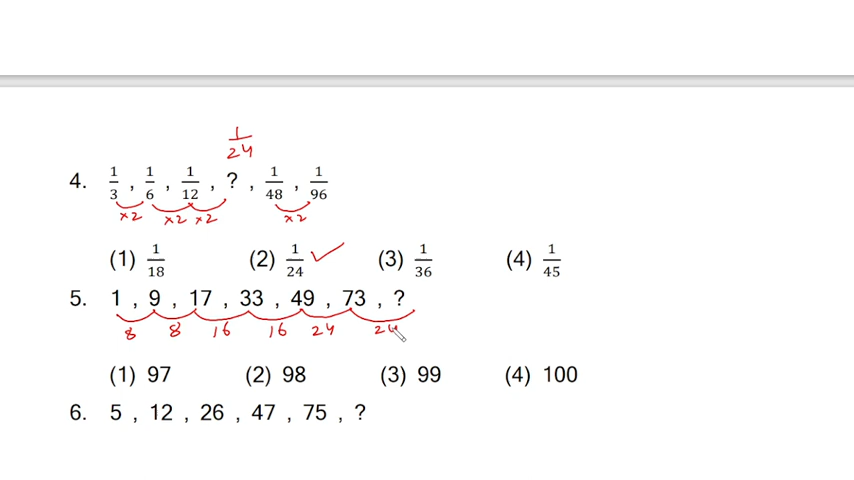 1/24
4. 1/3 , 1/6 , 1/12 , ? , 1/48 , 1/96
×2 ×2 ×2 ×2
(1) 1/18 (2) 1/24 ✓ (3) 1/36 (4) 1/45
5. 1 , 9 , 17 , 33 , 49 , 73 , ?
8 8 16 16 24 24
(1) 97 (2) 98 (3) 99 (4) 100
6. 5 , 12 , 26 , 47 , 75 , ?